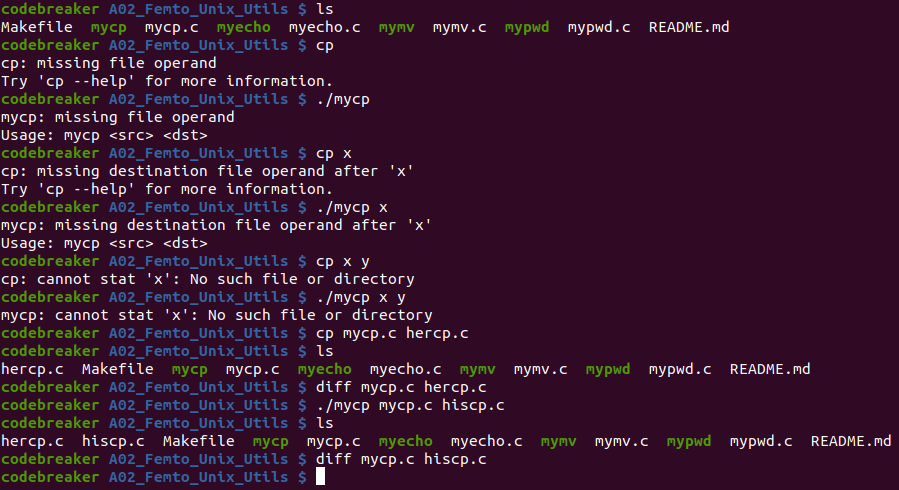 codebreaker A02_Femto_Unix_Utils $ ls
Makefile  mycp  mycp.c  myecho  myecho.c  mymv  mymv.c  mypwd  mypwd.c  README.md
codebreaker A02_Femto_Unix_Utils $ cp
cp: missing file operand
Try 'cp --help' for more information.
codebreaker A02_Femto_Unix_Utils $ ./mycp
mycp: missing file operand
Usage: mycp <src> <dst>
codebreaker A02_Femto_Unix_Utils $ cp x
cp: missing destination file operand after 'x'
Try 'cp --help' for more information.
codebreaker A02_Femto_Unix_Utils $ ./mycp x
mycp: missing destination file operand after 'x'
Usage: mycp <src> <dst>
codebreaker A02_Femto_Unix_Utils $ cp x y
cp: cannot stat 'x': No such file or directory
codebreaker A02_Femto_Unix_Utils $ ./mycp x y
mycp: cannot stat 'x': No such file or directory
codebreaker A02_Femto_Unix_Utils $ cp mycp.c hercp.c
codebreaker A02_Femto_Unix_Utils $ ls
hercp.c  Makefile  mycp  mycp.c  myecho  myecho.c  mymv  mymv.c  mypwd  mypwd.c  README.md
codebreaker A02_Femto_Unix_Utils $ diff mycp.c hercp.c
codebreaker A02_Femto_Unix_Utils $ ./mycp mycp.c hiscp.c
codebreaker A02_Femto_Unix_Utils $ ls
hercp.c  hiscp.c  Makefile  mycp  mycp.c  myecho  myecho.c  mymv  mymv.c  mypwd  mypwd.c  README.md
codebreaker A02_Femto_Unix_Utils $ diff mycp.c hiscp.c
codebreaker A02_Femto_Unix_Utils $